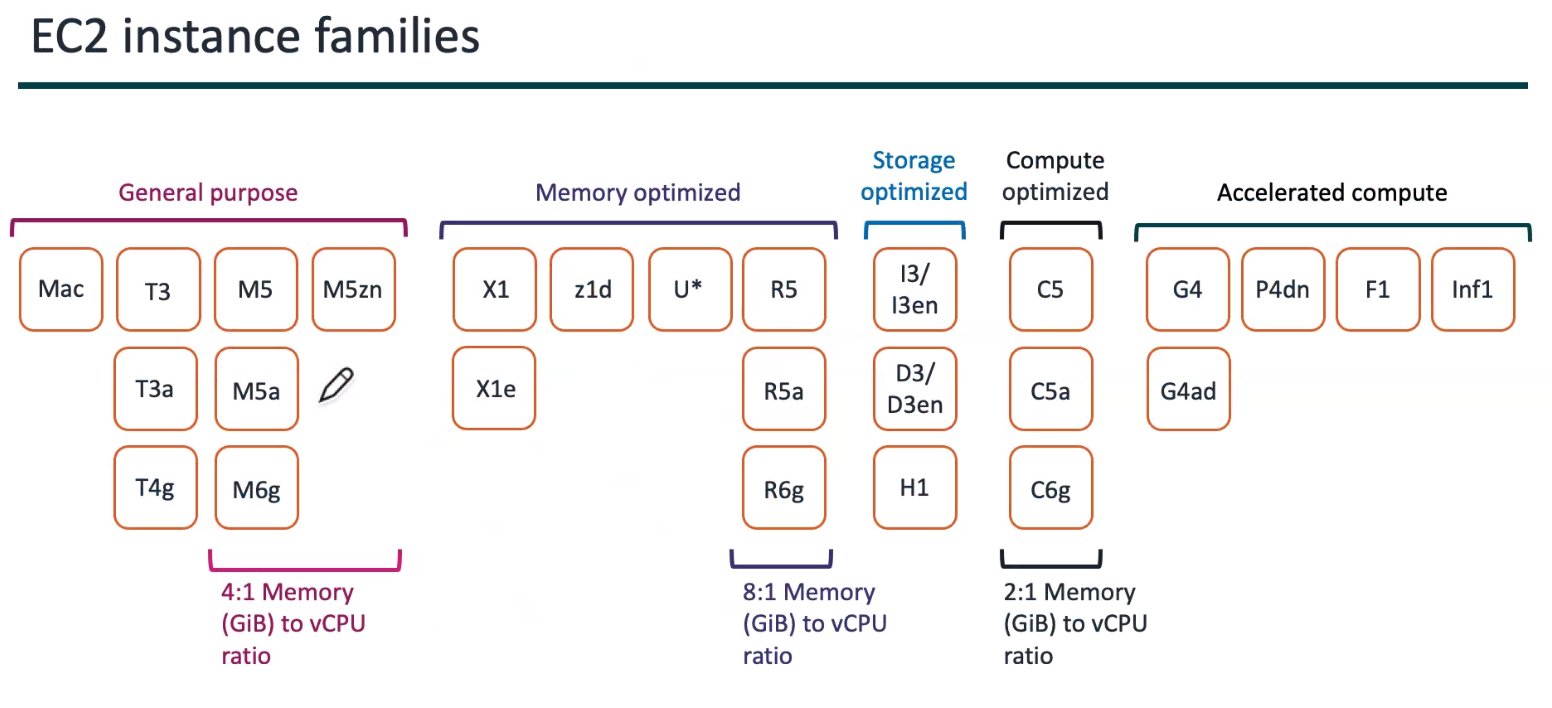 EC2 instance families
General purpose
Memory optimized
Storage
optimized
Compute
optimized
Accelerated compute
Mac
T3
M5
M5zn
X1
z1d
U*
R5
I3/
I3en
C5
G4
P4dn
F1
Inf1
T3a
M5a
X1e
R5a
D3/
D3en
C5a
G4ad
T4g
M6g
R6g
H1
C6g
4:1 Memory
(GiB) to vCPU
ratio
8:1 Memory
(GiB) to vCPU
ratio
2:1 Memory
(GiB) to vCPU
ratio